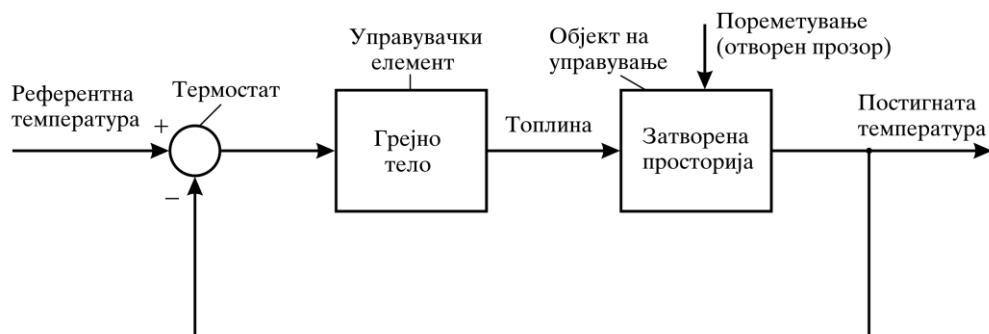 Пореметување
(отворен прозор)
Управувачки
елемент
Објект на
управување
Референтна
температура
Термостат
+
−
Грејно
тело
Топлина
Затворена
просторија
Постигната
температура